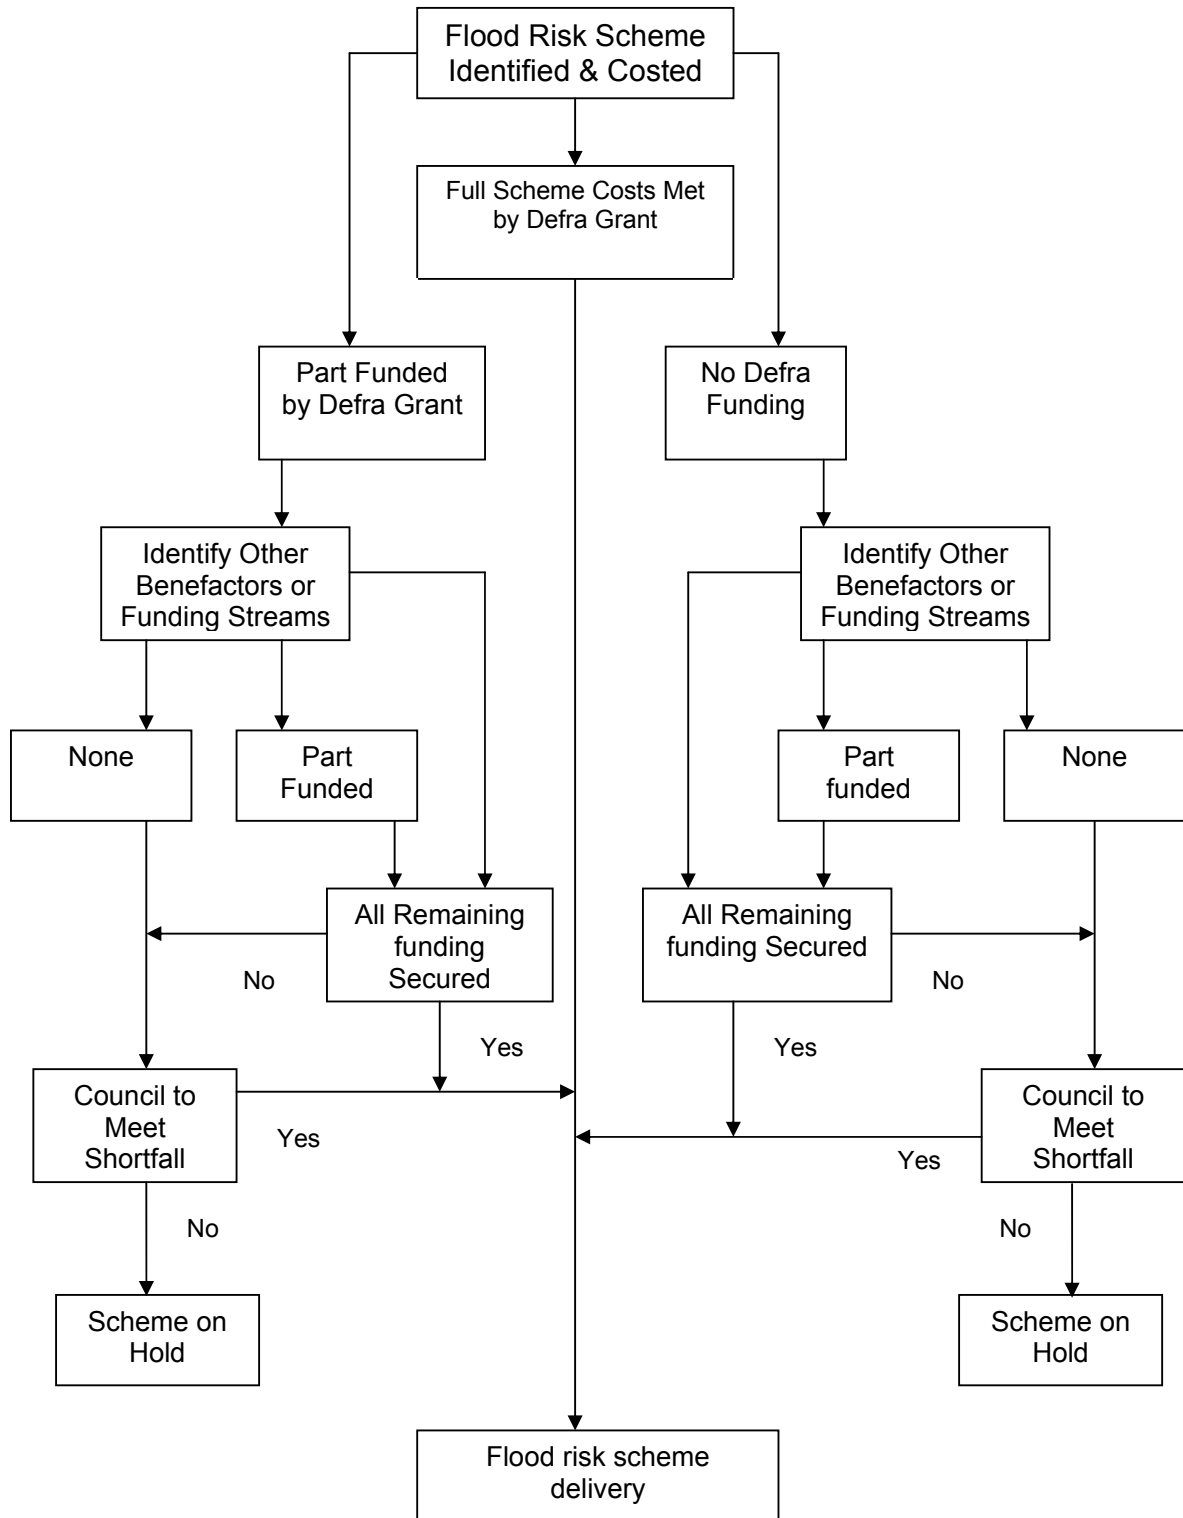 Flood Risk Scheme
Identified & Costed
Full Scheme Costs Met
by Defra Grant
Part Funded
by Defra Grant
No Defra
Funding
Identify Other
Benefactors or
Funding Streams
Identify Other
Benefactors or
Funding Streams
None
Part
Funded
Part
funded
None
All Remaining
funding
Secured
All Remaining
funding Secured
No
No
Yes
Yes
Council to
Meet
Shortfall
Council to
Meet
Shortfall
Yes
Yes
No
No
Scheme on
Hold
Scheme on
Hold
Flood risk scheme
delivery